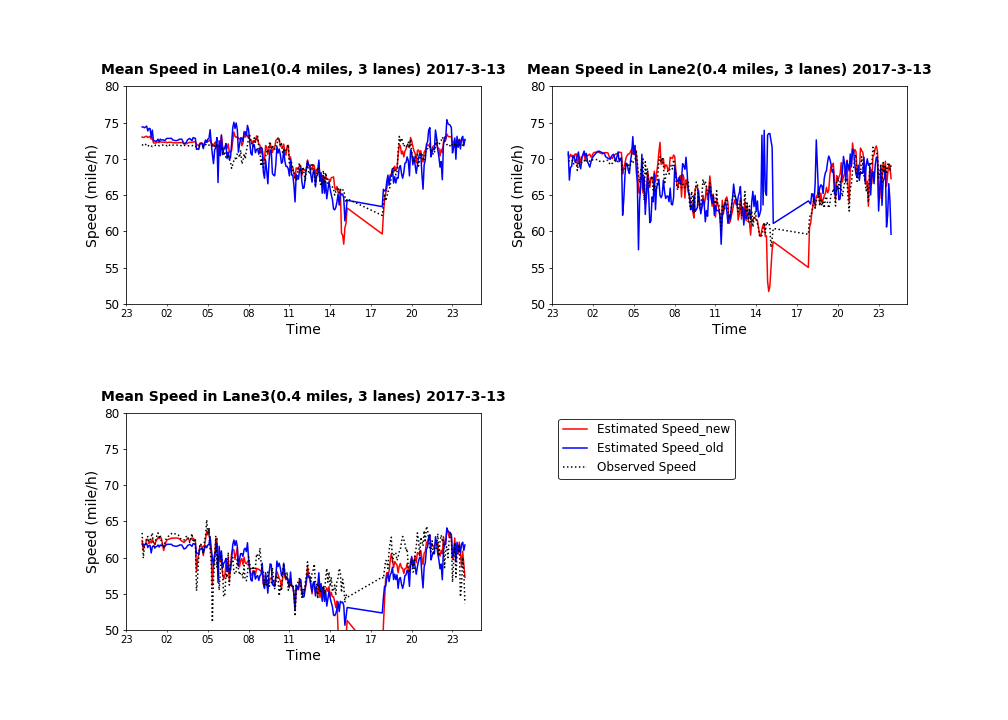 Mean Speed in Lane1(0.4 miles, 3 lanes) 2017-3-13
80
75
70
65
60
55
50
Speed (mile/h)
23 02 05 08 11 14 17 20 23
Time
Mean Speed in Lane2(0.4 miles, 3 lanes) 2017-3-13
80
75
70
65
60
55
50
Speed (mile/h)
23 02 05 08 11 14 17 20 23
Time
Mean Speed in Lane3(0.4 miles, 3 lanes) 2017-3-13
80
75
70
65
60
55
50
Speed (mile/h)
23 02 05 08 11 14 17 20 23
Time
Estimated Speed_new
Estimated Speed_old
Observed Speed